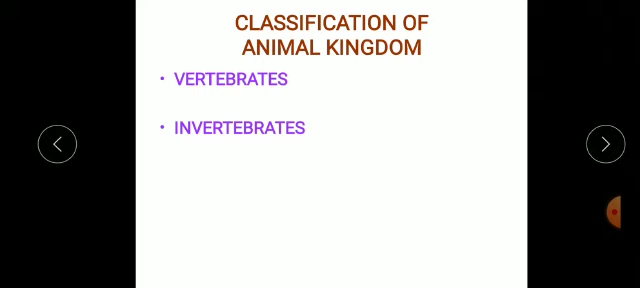 CLASSIFICATION OF
ANIMAL KINGDOM
• VERTEBRATES
• INVERTEBRATES